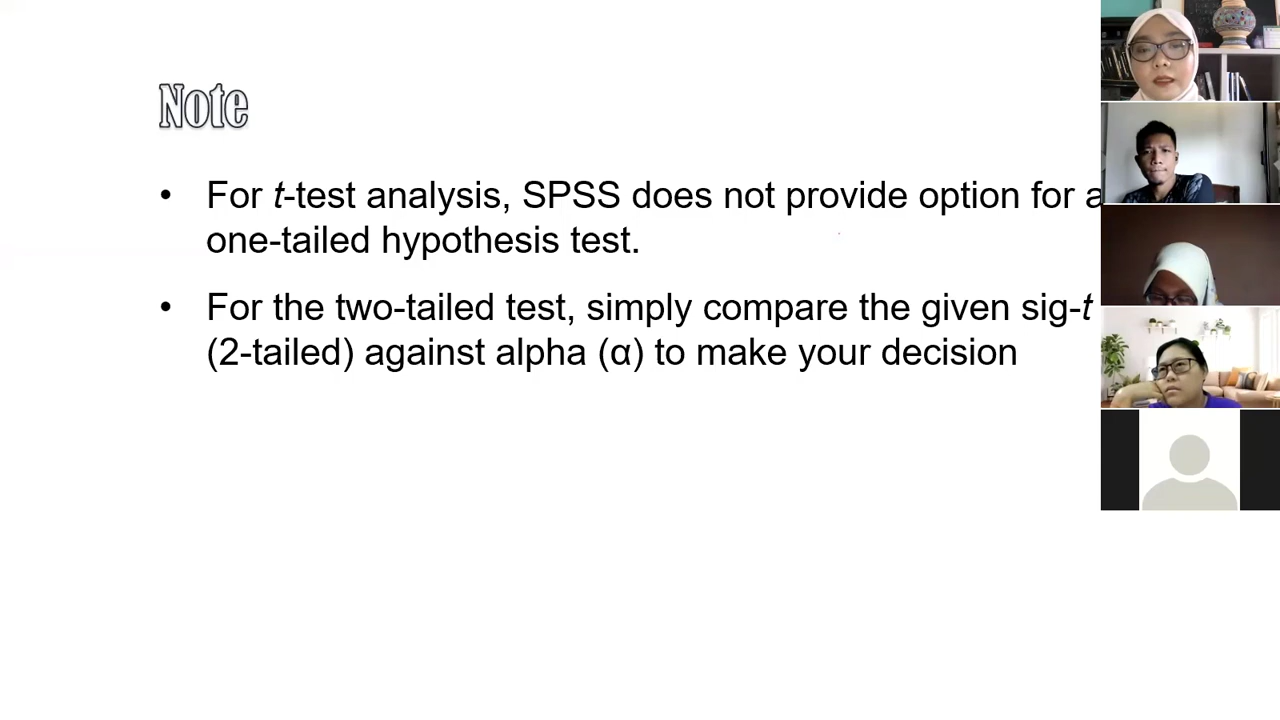 Note
• For t-test analysis, SPSS does not provide option for a
one-tailed hypothesis test.
• For the two-tailed test, simply compare the given sig-t
(2-tailed) against alpha (α) to make your decision